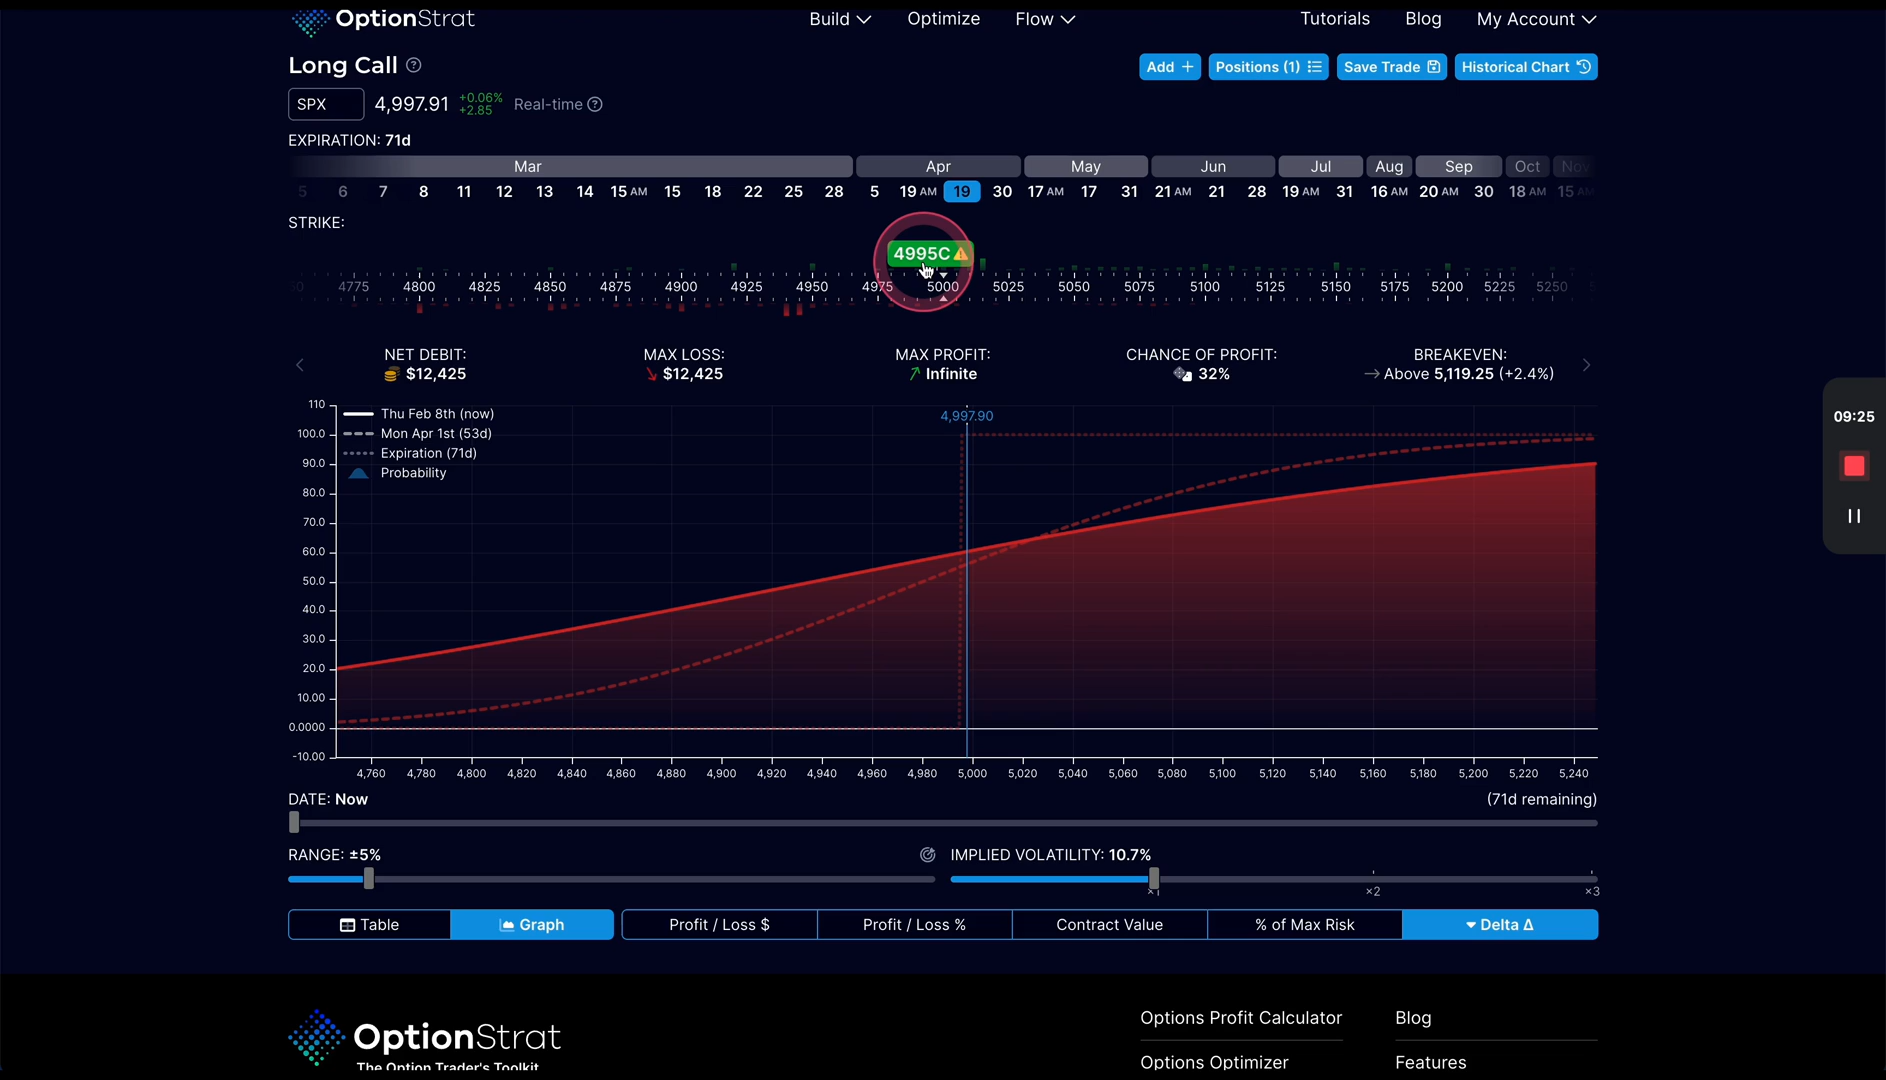 OptionStrat
Build Optimize Flow Tutorials Blog My Account
Long Call ?
Add + Positions (1) Save Trade Historical Chart
SPX 4,997.91 +0.06% +2.85 Real-time ?
EXPIRATION: 71d
Mar Apr May Jun Jul Aug Sep Oct Nov
5 6 7 8 11 12 13 14 15 AM 15 18 22 25 28 5 19 AM 19 30 17 AM 17 31 21 AM 21 28 19 AM 31 16 AM 20 AM 30 18 AM 15 AM
STRIKE:
4995C
4775 4800 4825 4850 4875 4900 4925 4950 4975 5000 5025 5050 5075 5100 5125 5150 5175 5200 5225 5250
NET DEBIT: MAX LOSS: MAX PROFIT: CHANCE OF PROFIT: BREAKEVEN:
$12,425 $12,425 Infinite 32% Above 5,119.25 (+2.4%)
110
100.0
90.0
80.0
70.0
60.0
50.0
40.0
30.0
20.0
10.00
0.0000
-10.00
Thu Feb 8th (now)
Mon Apr 1st (53d)
Expiration (71d)
Probability
4,997.90
4,760 4,780 4,800 4,820 4,840 4,860 4,880 4,900 4,920 4,940 4,960 4,980 5,000 5,020 5,040 5,060 5,080 5,100 5,120 5,140 5,160 5,180 5,200 5,220 5,240
09:25
DATE: Now (71d remaining)
RANGE: ±5% IMPLIED VOLATILITY: 10.7%
×1 ×2 ×3
Table Graph Profit / Loss $ Profit / Loss % Contract Value % of Max Risk Delta Δ
OptionStrat
The Option Trader's Toolkit
Options Profit Calculator Blog
Options Optimizer Features